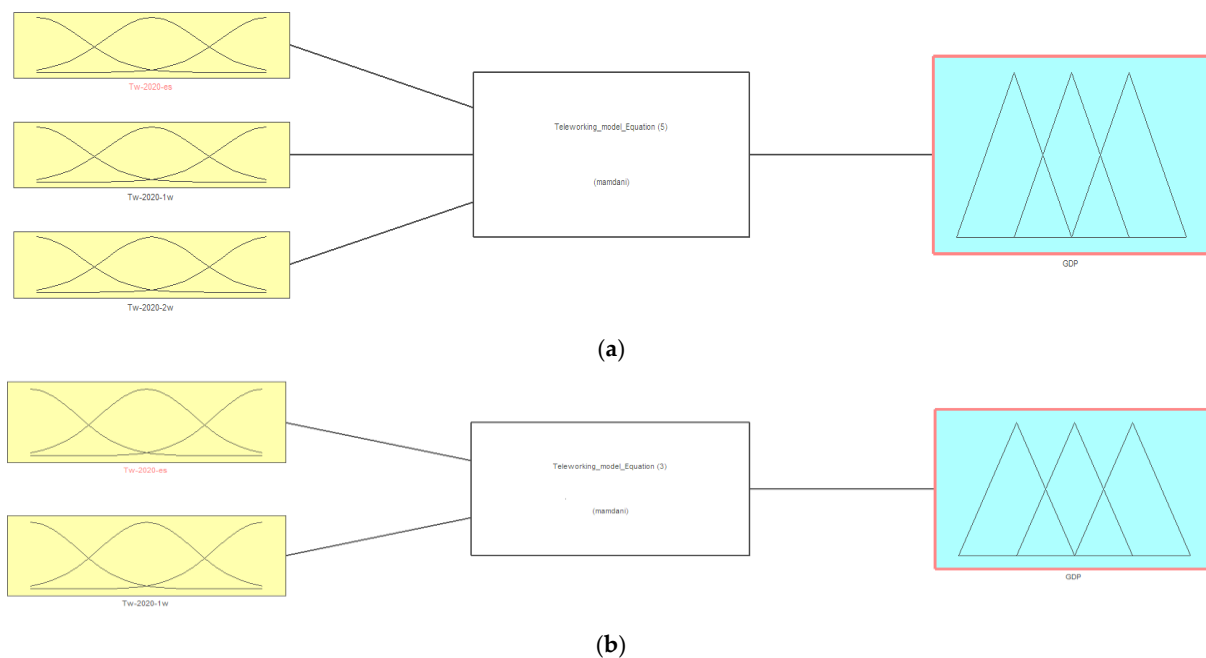 Tw-2020-es
Teleworking_model_Equation (5)
Tw-2020-1w
(mamdani)
GDP
Tw-2020-2w
(a)
Tw-2020-es
Teleworking_model_Equation (3)
(mamdani)
GDP
Tw-2020-1w
(b)